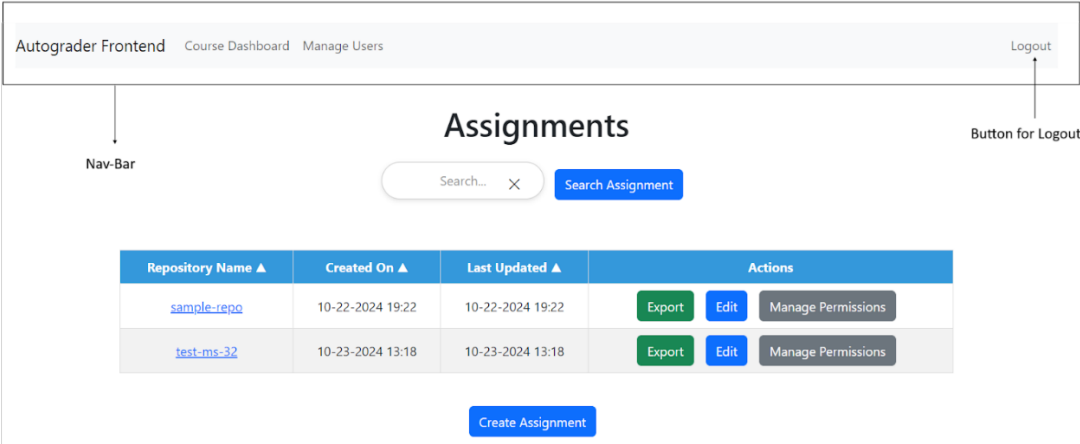 Autograder Frontend Course Dashboard Manage Users Logout
Assignments
Button for Logout
Nav-Bar
Search... Search Assignment
Repository Name ▲ Created On ▲ Last Updated ▲ Actions
sample-repo 10-22-2024 19:22 10-22-2024 19:22 Export Edit Manage Permissions
test-ms-32 10-23-2024 13:18 10-23-2024 13:18 Export Edit Manage Permissions
Create Assignment